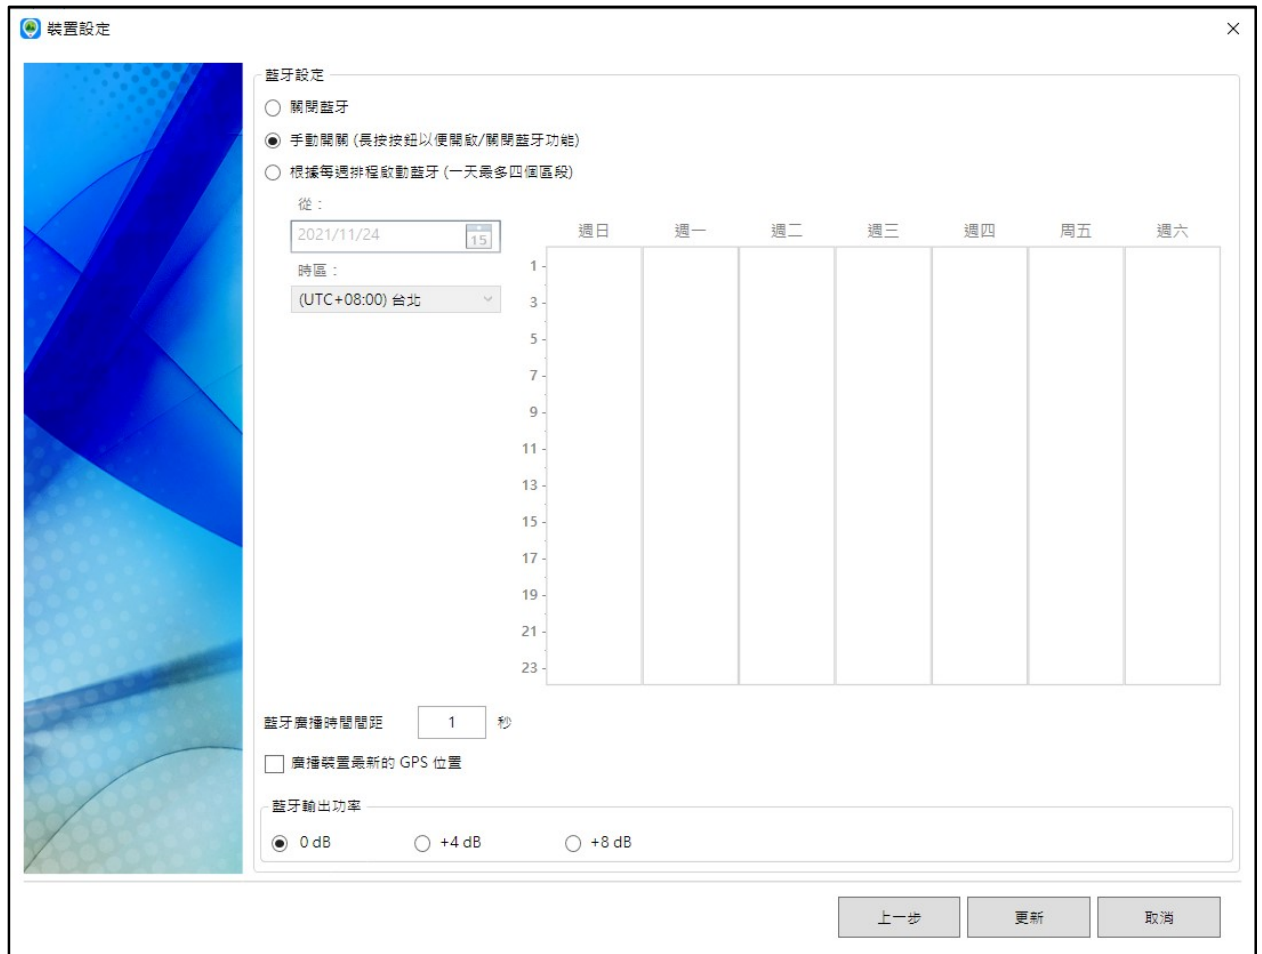 裝置設定
藍牙設定
關閉藍牙
手動開關 (長按按鈕以便開啟/關閉藍牙功能)
根據每週排程啟動藍牙 (一天最多四個區段)
從：
2021/11/24
15
時區：
(UTC+08:00) 台北
週日 週一 週二 週三 週四 周五 週六
1
3
5
7
9
11
13
15
17
19
21
23
藍牙廣播時間間距 1 秒
廣播裝置最新的 GPS 位置
藍牙輸出功率
0 dB +4 dB +8 dB
上一步 更新 取消